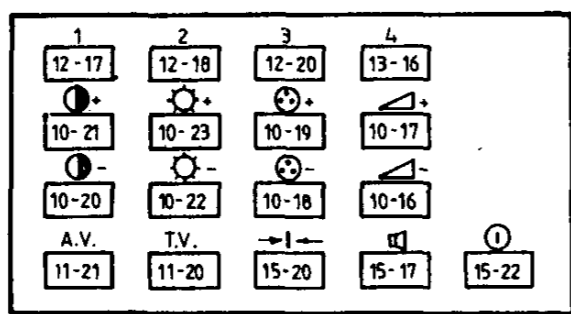 1 2 3 4
12-17 12-18 12-20 13-16
+ + + +
10-21 10-23 10-19 10-17
- - - -
10-20 10-22 10-18 10-16
A.V. T.V.
11-21 11-20 15-20 15-17 15-22